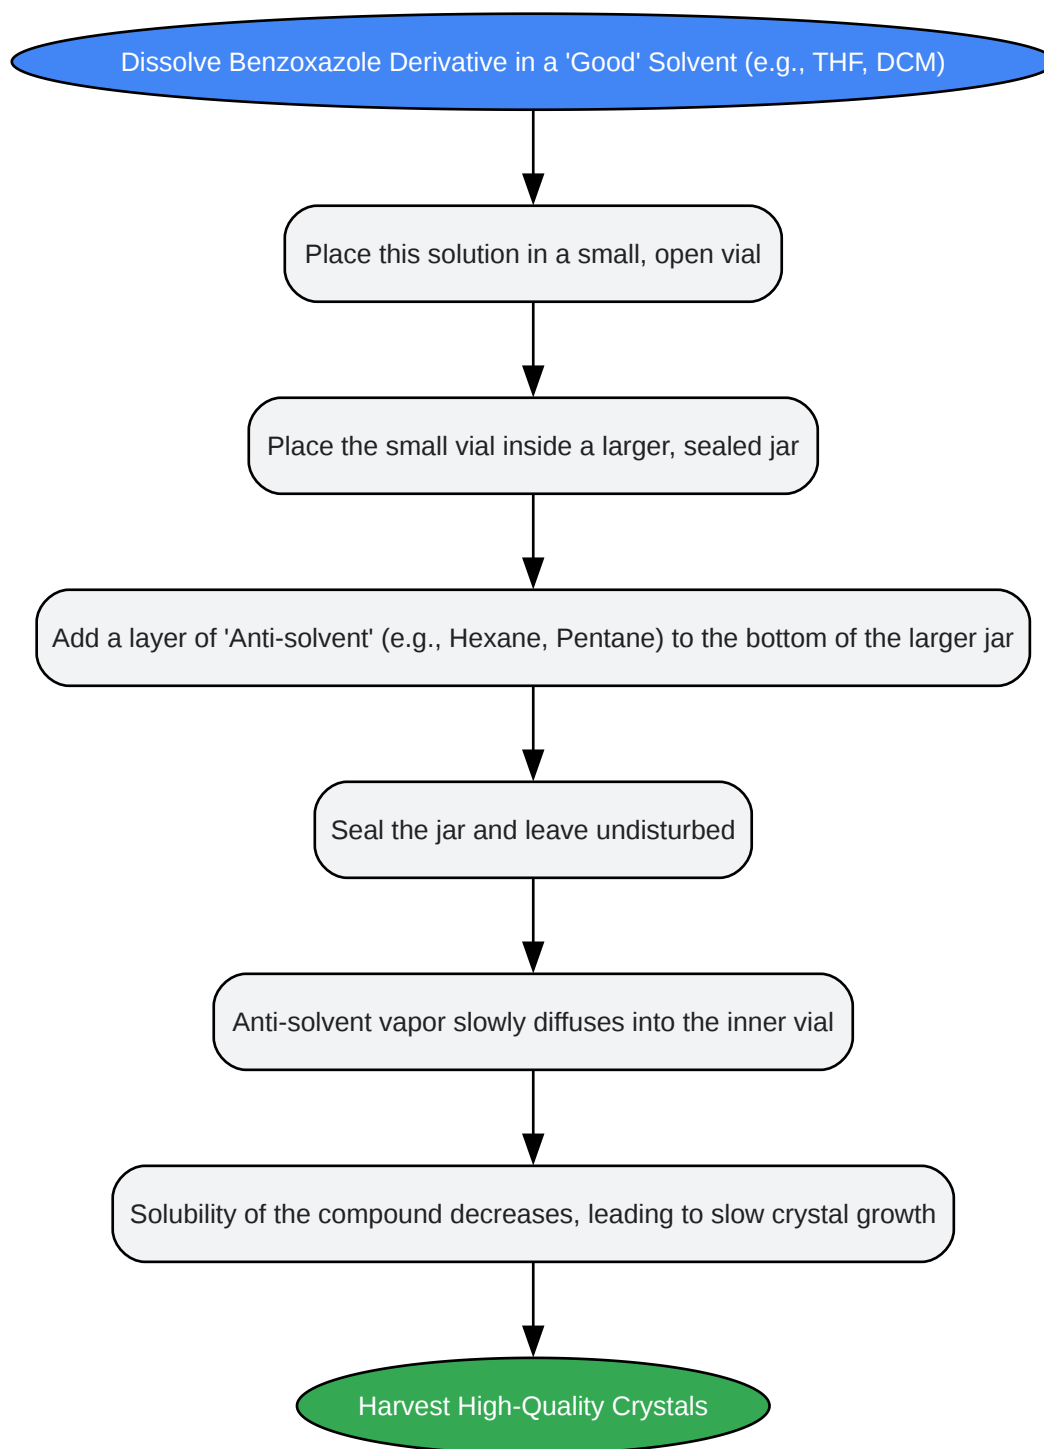 Dissolve Benzoxazole Derivative in a 'Good' Solvent (e.g., THF, DCM)
Place this solution in a small, open vial
Place the small vial inside a larger, sealed jar
Add a layer of 'Anti-solvent' (e.g., Hexane, Pentane) to the bottom of the larger jar
Seal the jar and leave undisturbed
Anti-solvent vapor slowly diffuses into the inner vial
Solubility of the compound decreases, leading to slow crystal growth
Harvest High-Quality Crystals